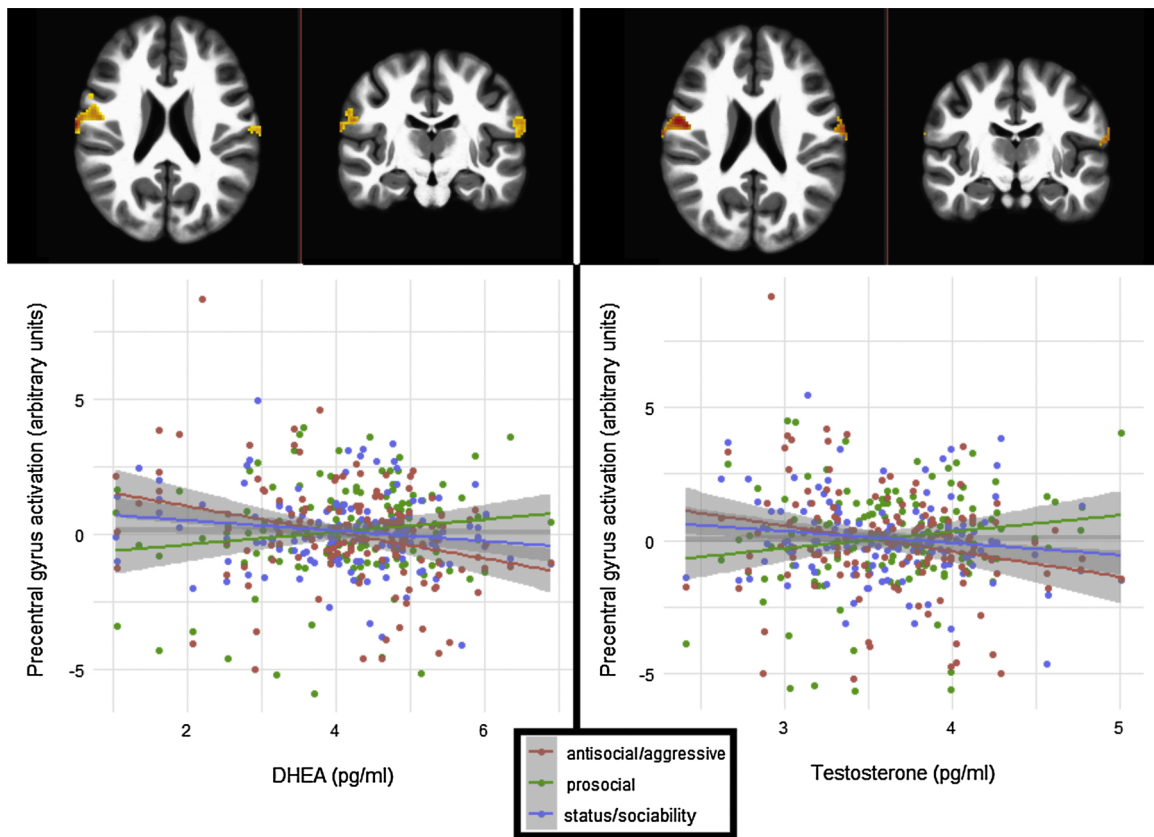 Precentral gyrus activation (arbitrary units)
5
0
-5
2
4
6
DHEA (pg/ml)
Precentral gyrus activation (arbitrary units)
5
0
-5
3
4
5
Testosterone (pg/ml)
antisocial/aggressive
prosocial
status/sociability